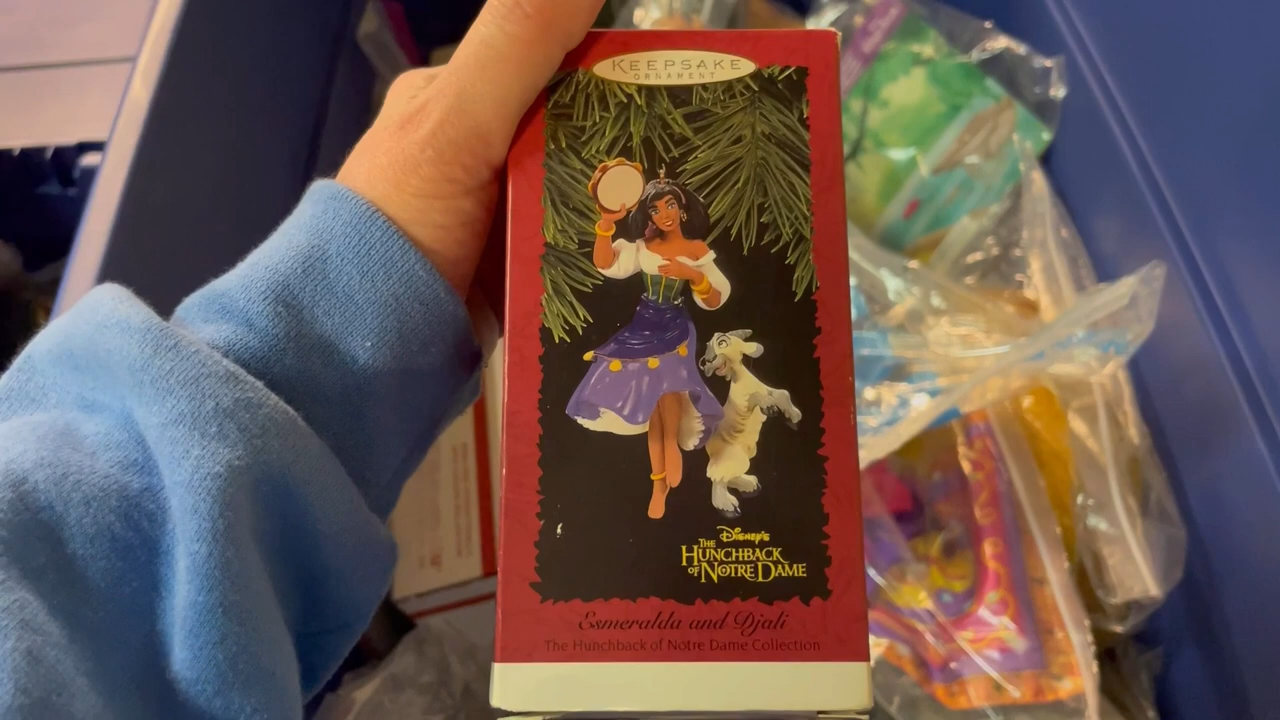 KEEPSAKE
ORNAMENT
DISNEY'S
THE
HUNCHBACK
OF NOTRE DAME
Esmeralda and Djali
The Hunchback of Notre Dame Collection